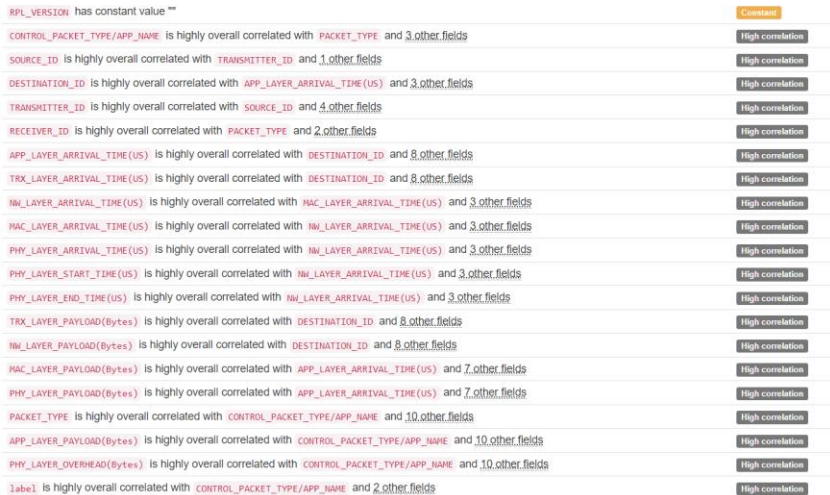 RPL_VERSION has constant value "" Constant
CONTROL_PACKET_TYPE/APP_NAME is highly overall correlated with PACKET_TYPE and 3 other fields High correlation
SOURCE_ID is highly overall correlated with TRANSMITTER_ID and 1 other fields High correlation
DESTINATION_ID is highly overall correlated with APP_LAYER_ARRIVAL_TIME(US) and 3 other fields High correlation
TRANSMITTER_ID is highly overall correlated with SOURCE_ID and 4 other fields High correlation
RECEIVER_ID is highly overall correlated with PACKET_TYPE and 2 other fields High correlation
APP_LAYER_ARRIVAL_TIME(US) is highly overall correlated with DESTINATION_ID and 8 other fields High correlation
TRX_LAYER_ARRIVAL_TIME(US) is highly overall correlated with DESTINATION_ID and 8 other fields High correlation
NW_LAYER_ARRIVAL_TIME(US) is highly overall correlated with MAC_LAYER_ARRIVAL_TIME(US) and 3 other fields High correlation
MAC_LAYER_ARRIVAL_TIME(US) is highly overall correlated with NW_LAYER_ARRIVAL_TIME(US) and 3 other fields High correlation
PHY_LAYER_ARRIVAL_TIME(US) is highly overall correlated with NW_LAYER_ARRIVAL_TIME(US) and 3 other fields High correlation
PHY_LAYER_START_TIME(US) is highly overall correlated with NW_LAYER_ARRIVAL_TIME(US) and 3 other fields High correlation
PHY_LAYER_END_TIME(US) is highly overall correlated with NW_LAYER_ARRIVAL_TIME(US) and 3 other fields High correlation
TRX_LAYER_PAYLOAD(Bytes) is highly overall correlated with DESTINATION_ID and 8 other fields High correlation
NW_LAYER_PAYLOAD(Bytes) is highly overall correlated with DESTINATION_ID and 8 other fields High correlation
MAC_LAYER_PAYLOAD(Bytes) is highly overall correlated with APP_LAYER_ARRIVAL_TIME(US) and 7 other fields High correlation
PHY_LAYER_PAYLOAD(Bytes) is highly overall correlated with APP_LAYER_ARRIVAL_TIME(US) and 7 other fields High correlation
PACKET_TYPE is highly overall correlated with CONTROL_PACKET_TYPE/APP_NAME and 10 other fields High correlation
APP_LAYER_PAYLOAD(Bytes) is highly overall correlated with CONTROL_PACKET_TYPE/APP_NAME and 10 other fields High correlation
PHY_LAYER_OVERHEAD(Bytes) is highly overall correlated with CONTROL_PACKET_TYPE/APP_NAME and 10 other fields High correlation
label is highly overall correlated with CONTROL_PACKET_TYPE/APP_NAME and 2 other fields High correlation